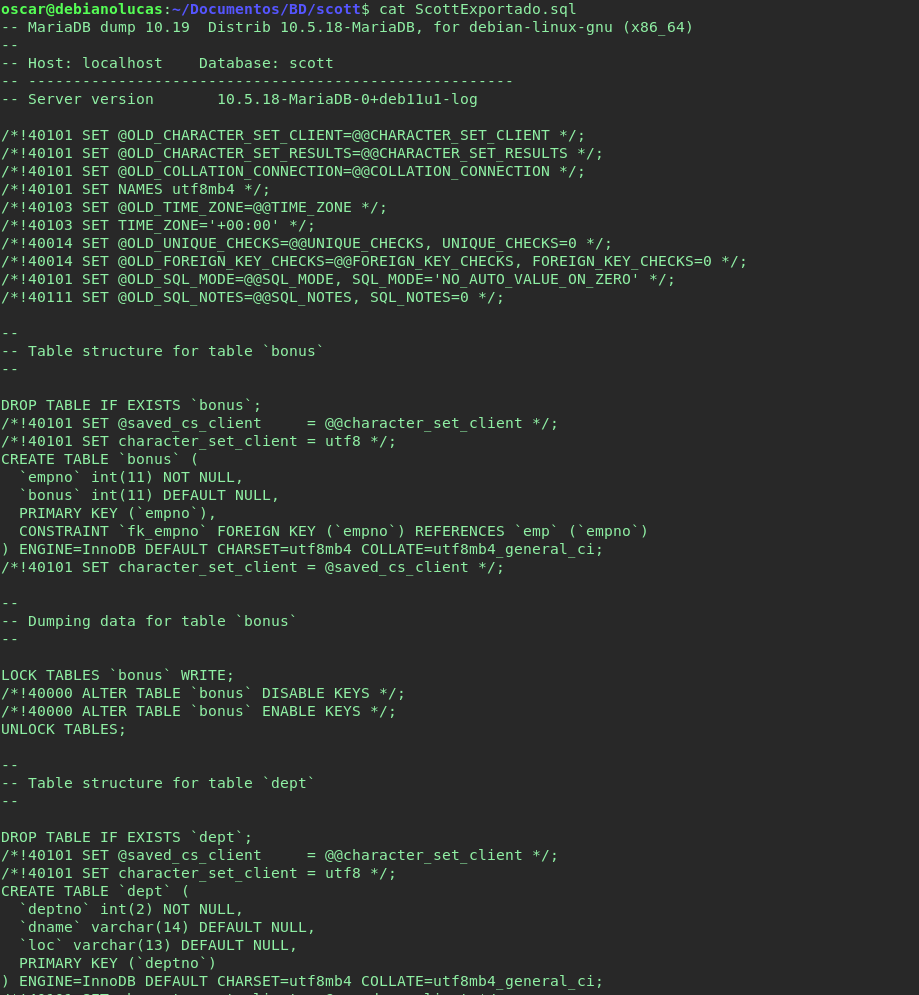 oscar@debianolucas:~/Documentos/BD/scott$ cat ScottExportado.sql
-- MariaDB dump 10.19  Distrib 10.5.18-MariaDB, for debian-linux-gnu (x86_64)
--
-- Host: localhost    Database: scott
-- ------------------------------------------------------
-- Server version       10.5.18-MariaDB-0+deb11u1-log

/*!40101 SET @OLD_CHARACTER_SET_CLIENT=@@CHARACTER_SET_CLIENT */;
/*!40101 SET @OLD_CHARACTER_SET_RESULTS=@@CHARACTER_SET_RESULTS */;
/*!40101 SET @OLD_COLLATION_CONNECTION=@@COLLATION_CONNECTION */;
/*!40101 SET NAMES utf8mb4 */;
/*!40103 SET @OLD_TIME_ZONE=@@TIME_ZONE */;
/*!40103 SET TIME_ZONE='+00:00' */;
/*!40014 SET @OLD_UNIQUE_CHECKS=@@UNIQUE_CHECKS, UNIQUE_CHECKS=0 */;
/*!40014 SET @OLD_FOREIGN_KEY_CHECKS=@@FOREIGN_KEY_CHECKS, FOREIGN_KEY_CHECKS=0 */;
/*!40101 SET @OLD_SQL_MODE=@@SQL_MODE, SQL_MODE='NO_AUTO_VALUE_ON_ZERO' */;
/*!40111 SET @OLD_SQL_NOTES=@@SQL_NOTES, SQL_NOTES=0 */;

--
-- Table structure for table `bonus`
--

DROP TABLE IF EXISTS `bonus`;
/*!40101 SET @saved_cs_client     = @@character_set_client */;
/*!40101 SET character_set_client = utf8 */;
CREATE TABLE `bonus` (
  `empno` int(11) NOT NULL,
  `bonus` int(11) DEFAULT NULL,
  PRIMARY KEY (`empno`),
  CONSTRAINT `fk_empno` FOREIGN KEY (`empno`) REFERENCES `emp` (`empno`)
) ENGINE=InnoDB DEFAULT CHARSET=utf8mb4 COLLATE=utf8mb4_general_ci;
/*!40101 SET character_set_client = @saved_cs_client */;

--
-- Dumping data for table `bonus`
--

LOCK TABLES `bonus` WRITE;
/*!40000 ALTER TABLE `bonus` DISABLE KEYS */;
/*!40000 ALTER TABLE `bonus` ENABLE KEYS */;
UNLOCK TABLES;

--
-- Table structure for table `dept`
--

DROP TABLE IF EXISTS `dept`;
/*!40101 SET @saved_cs_client     = @@character_set_client */;
/*!40101 SET character_set_client = utf8 */;
CREATE TABLE `dept` (
  `deptno` int(2) NOT NULL,
  `dname` varchar(14) DEFAULT NULL,
  `loc` varchar(13) DEFAULT NULL,
  PRIMARY KEY (`deptno`)
) ENGINE=InnoDB DEFAULT CHARSET=utf8mb4 COLLATE=utf8mb4_general_ci;